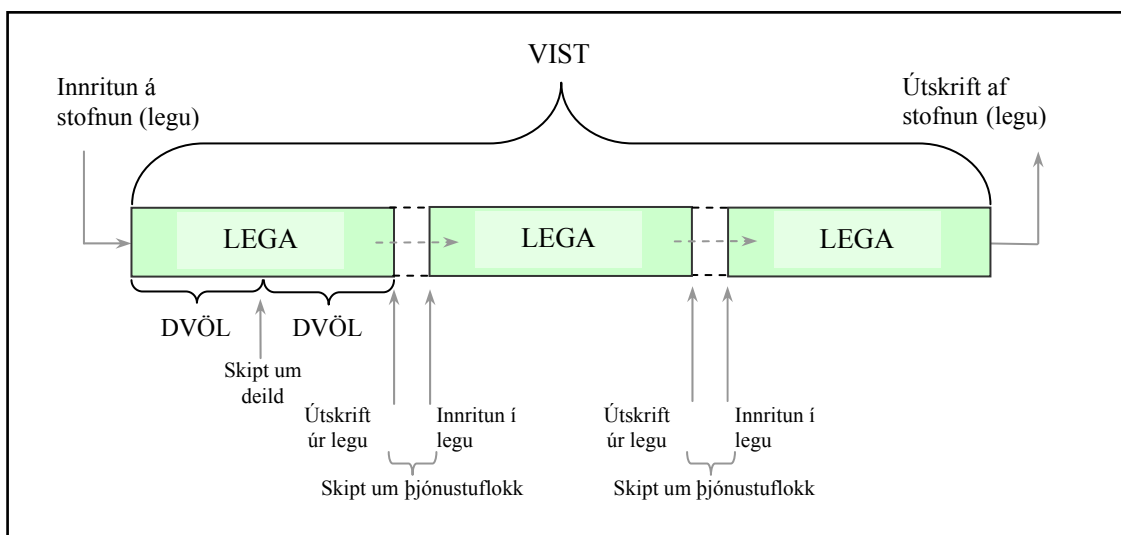 VIST
Innritun á
stofnun (legu)
Útskrift af
stofnun (legu)
LEGA
LEGA
LEGA
DVÖL
DVÖL
Skipt um
deild
Útskrift
úr legu
Innritun í
legu
Útskrift
úr legu
Innritun í
legu
Skipt um þjónustuflokk
Skipt um þjónustuflokk